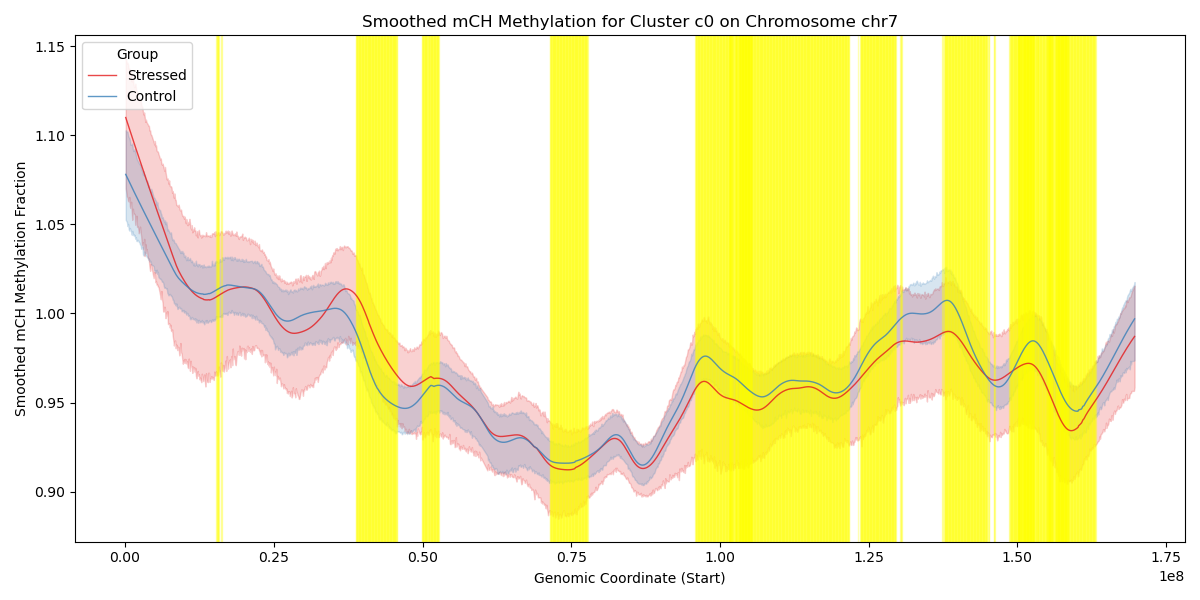 Smoothed mCH Methylation for Cluster c0 on Chromosome chr7
Smoothed mCH Methylation Fraction
1.15
1.10
1.05
1.00
0.95
0.90
Group
Stressed
Control
0.00 0.25 0.50 0.75 1.00 1.25 1.50 1.75
1e8
Genomic Coordinate (Start)